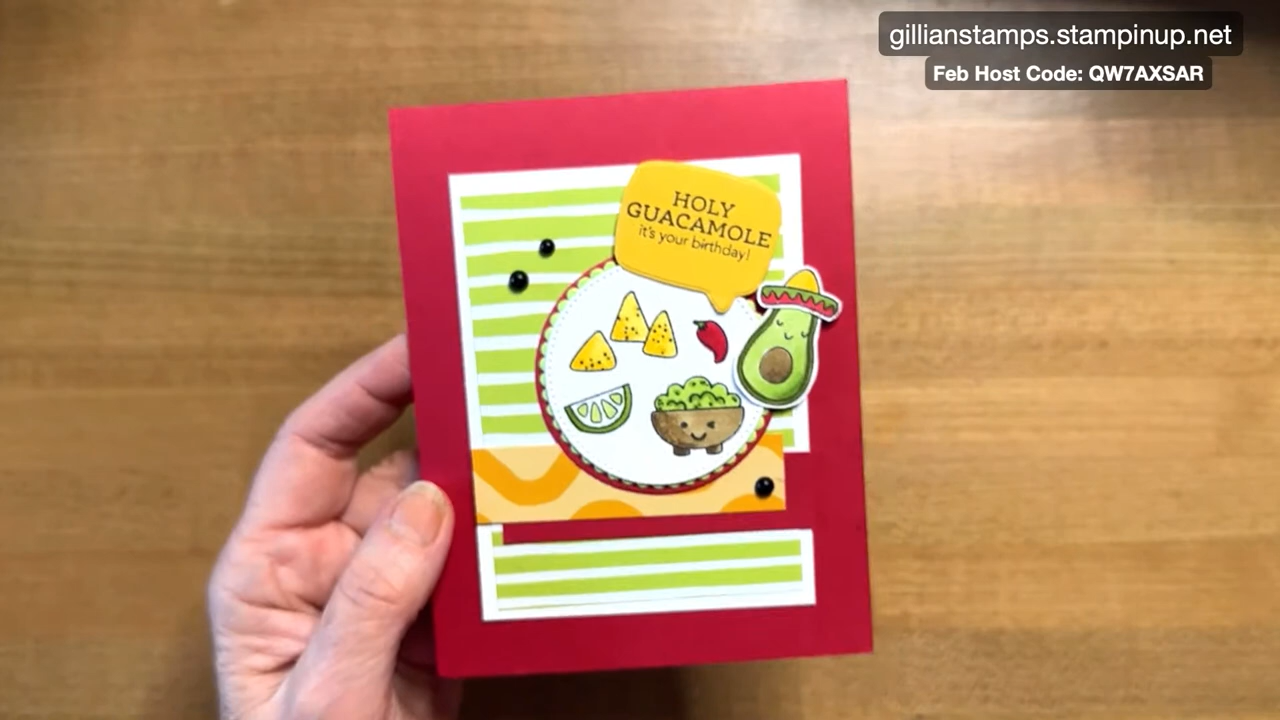 gillianstamps.stampinup.net
Feb Host Code: QW7AXSAR
HOLY
GUACAMOLE
it's your birthday!